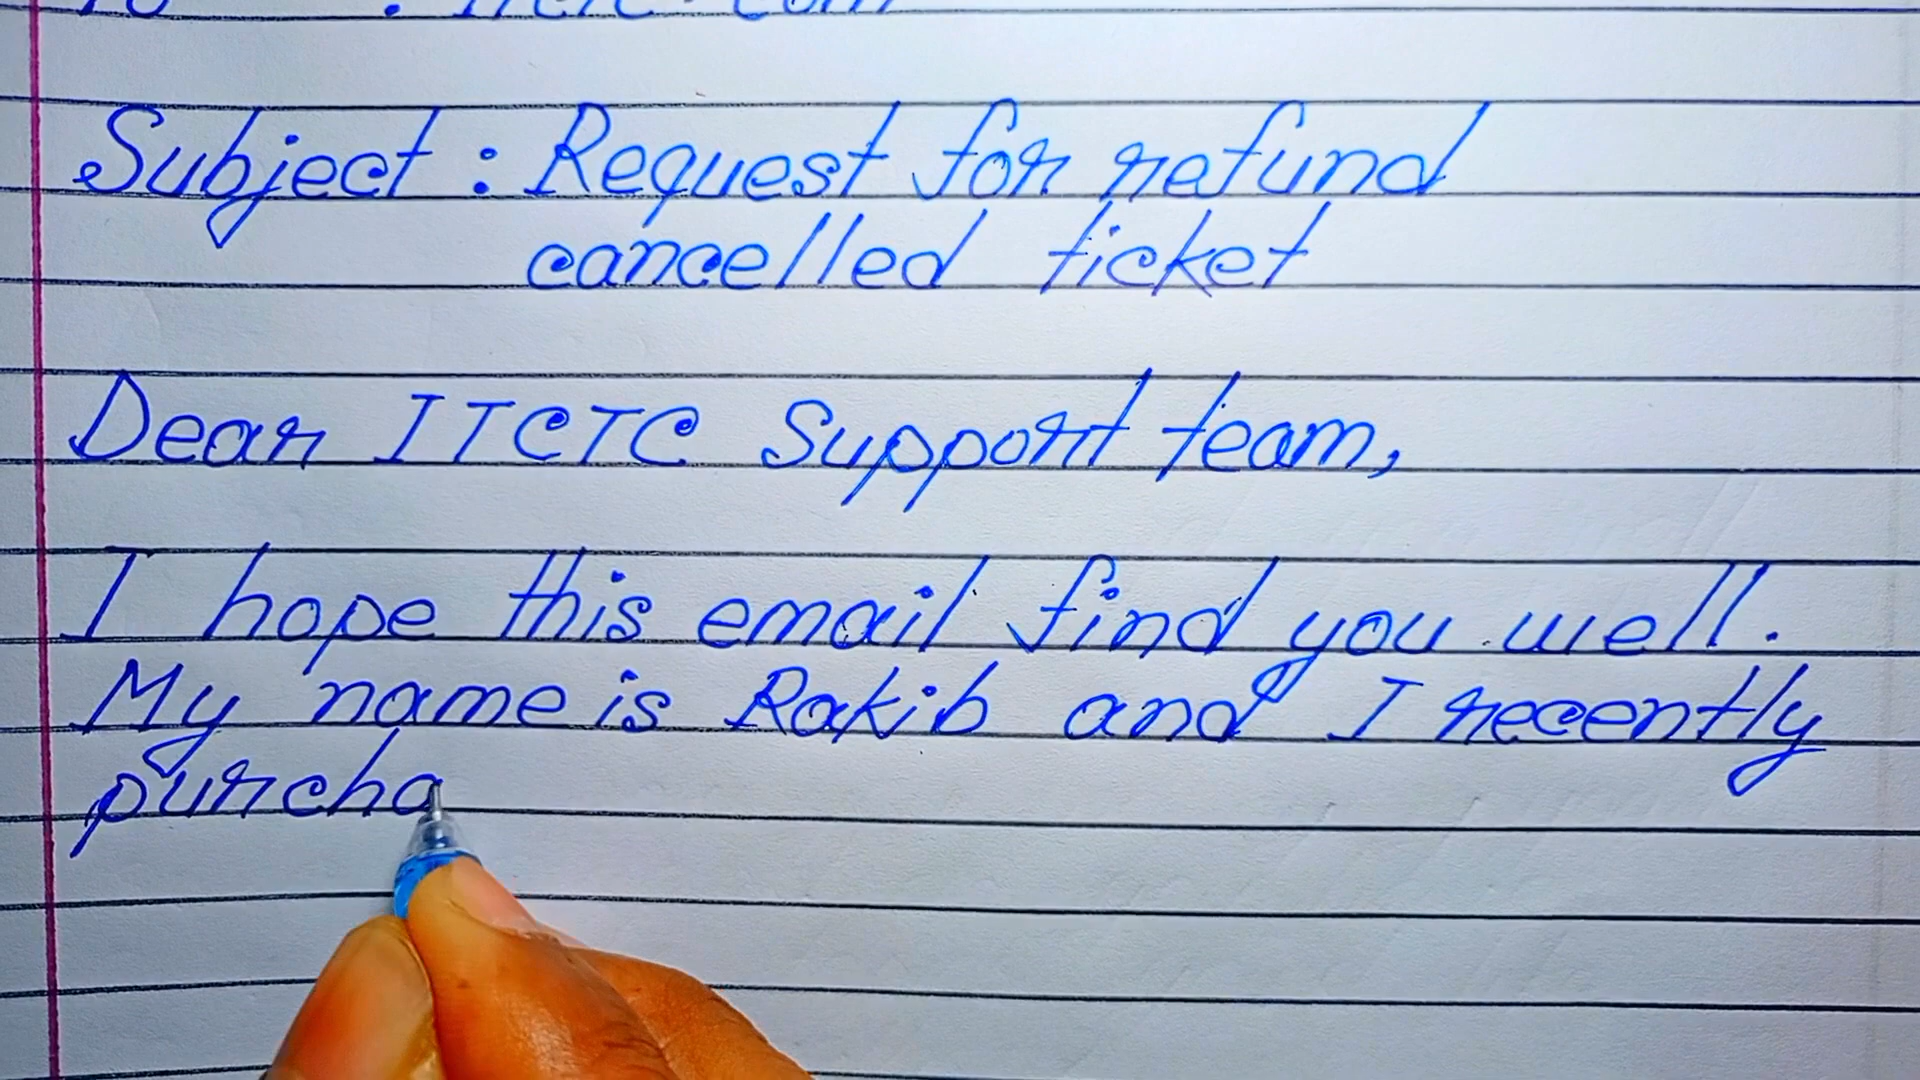 Subject : Request for refund
cancelled ticket
Dear ITCTC Support team,
I hope this email find you well.
My name is Rakib and I recently
purcha